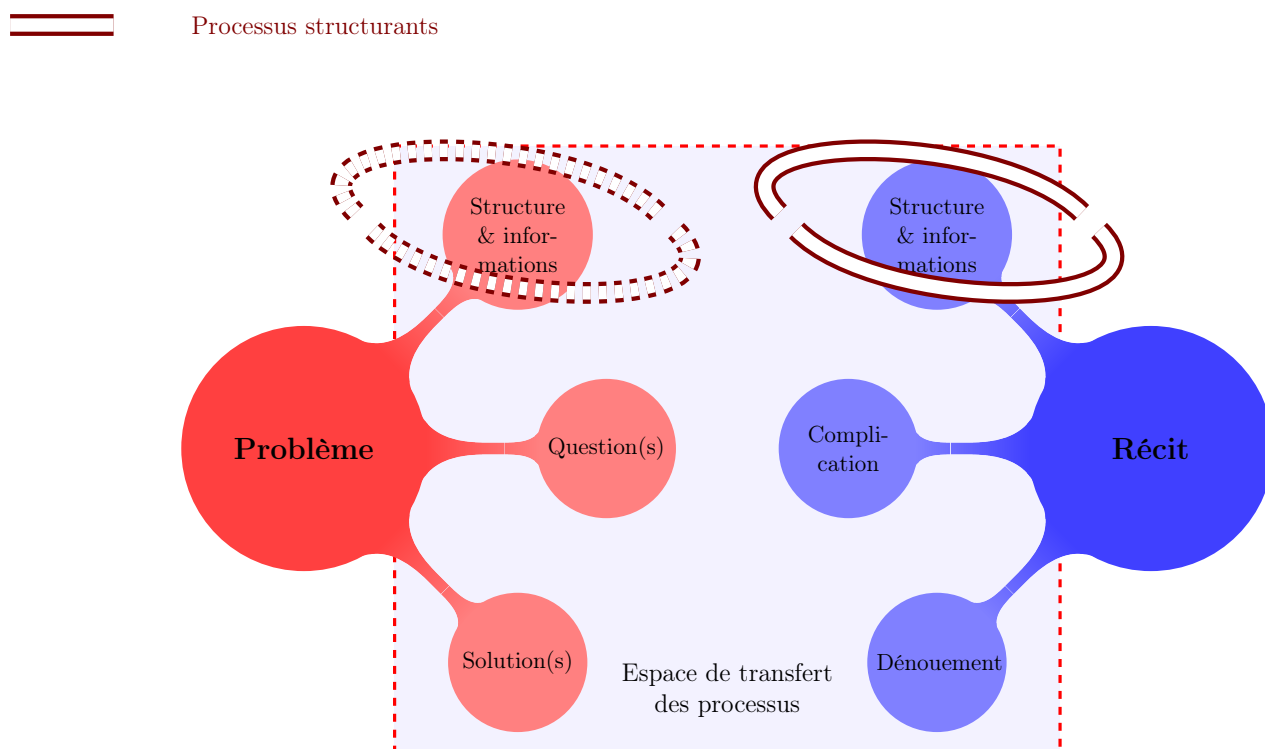 Processus structurants
Structure
& infor-
mations
Structure
& infor-
mations
Problème
Question(s)
Compli-
cation
Récit
Solution(s)
Espace de transfert
des processus
Dénouement